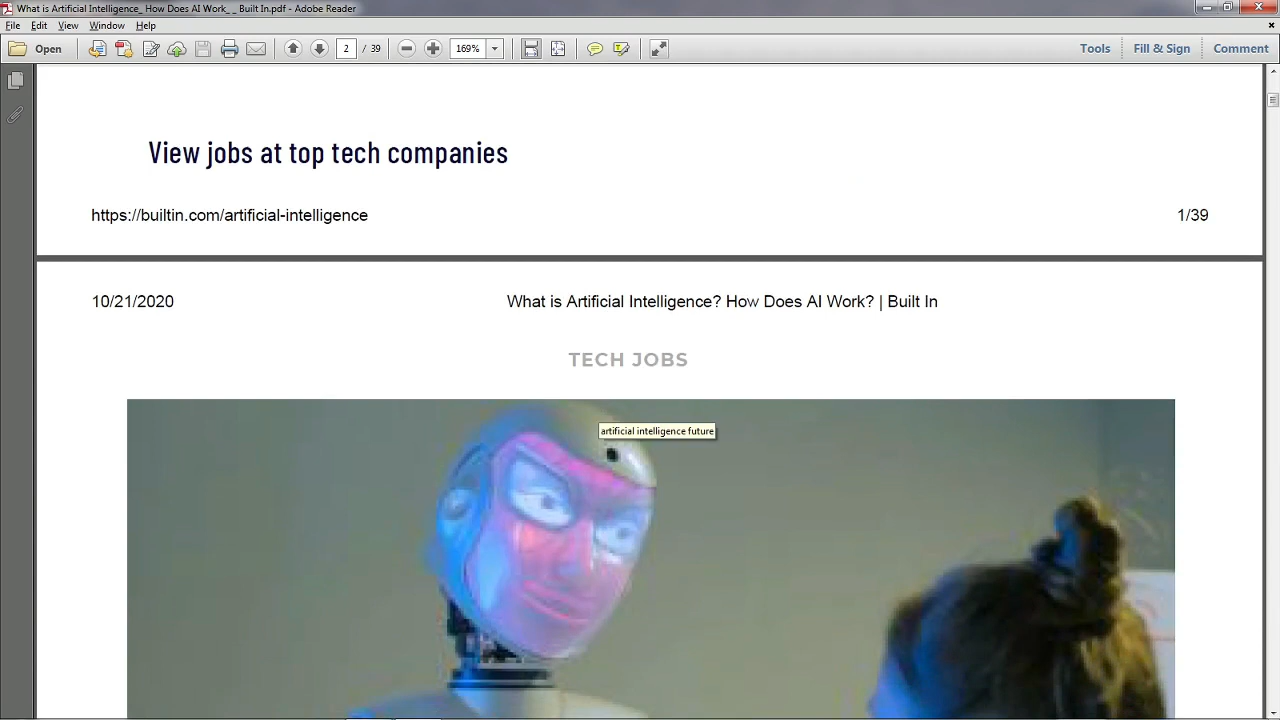 What is Artificial Intelligence_ How Does AI Work_ _ Built In.pdf - Adobe Reader
File Edit View Window Help
Open 2 / 39 169% Tools Fill & Sign Comment
View jobs at top tech companies
https://builtin.com/artificial-intelligence 1/39
10/21/2020 What is Artificial Intelligence? How Does AI Work? | Built In
TECH JOBS
artificial intelligence future